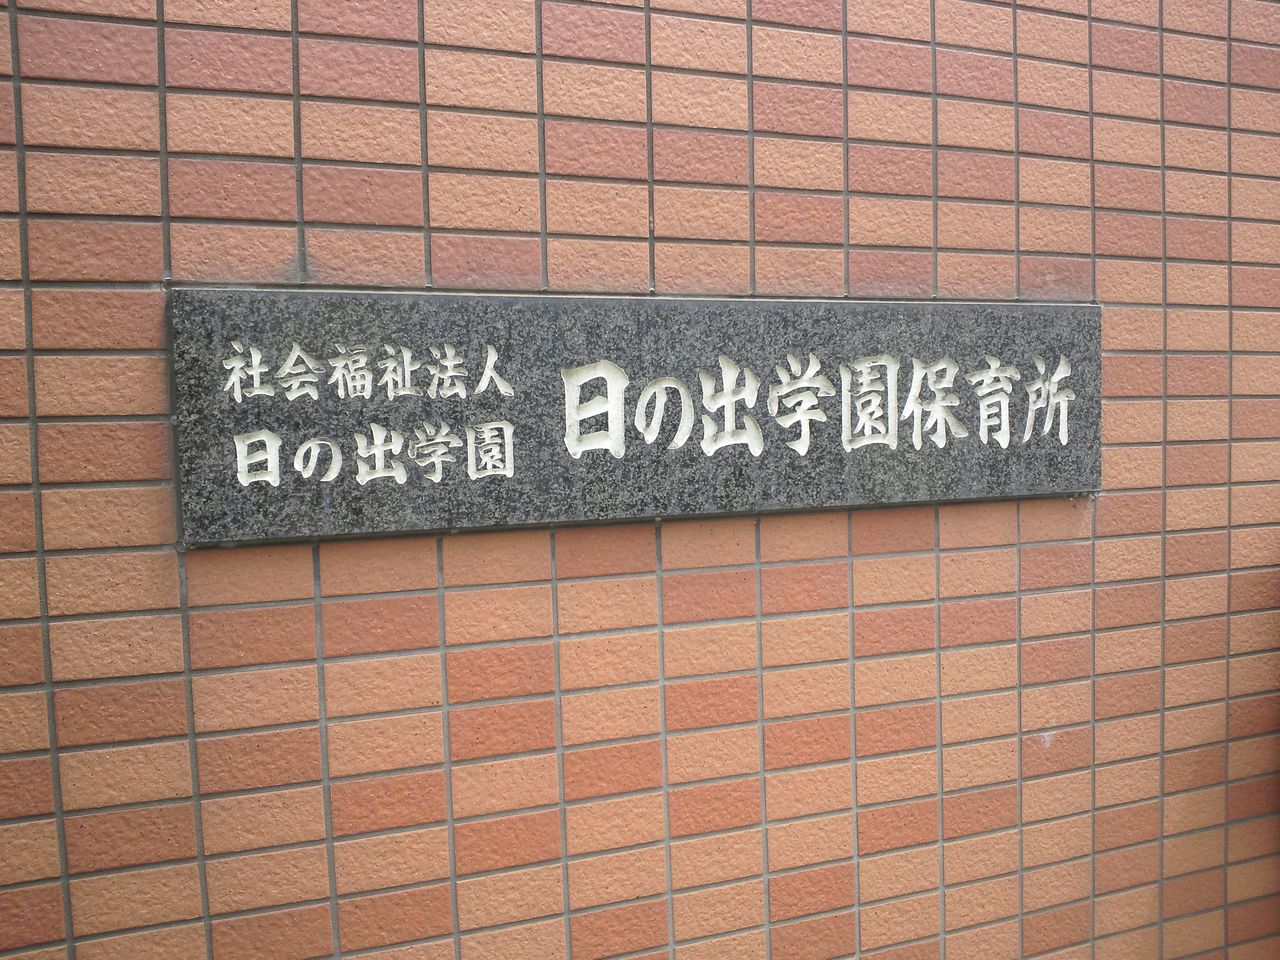 社会福祉法人
日の出学園
日の出学園保育所